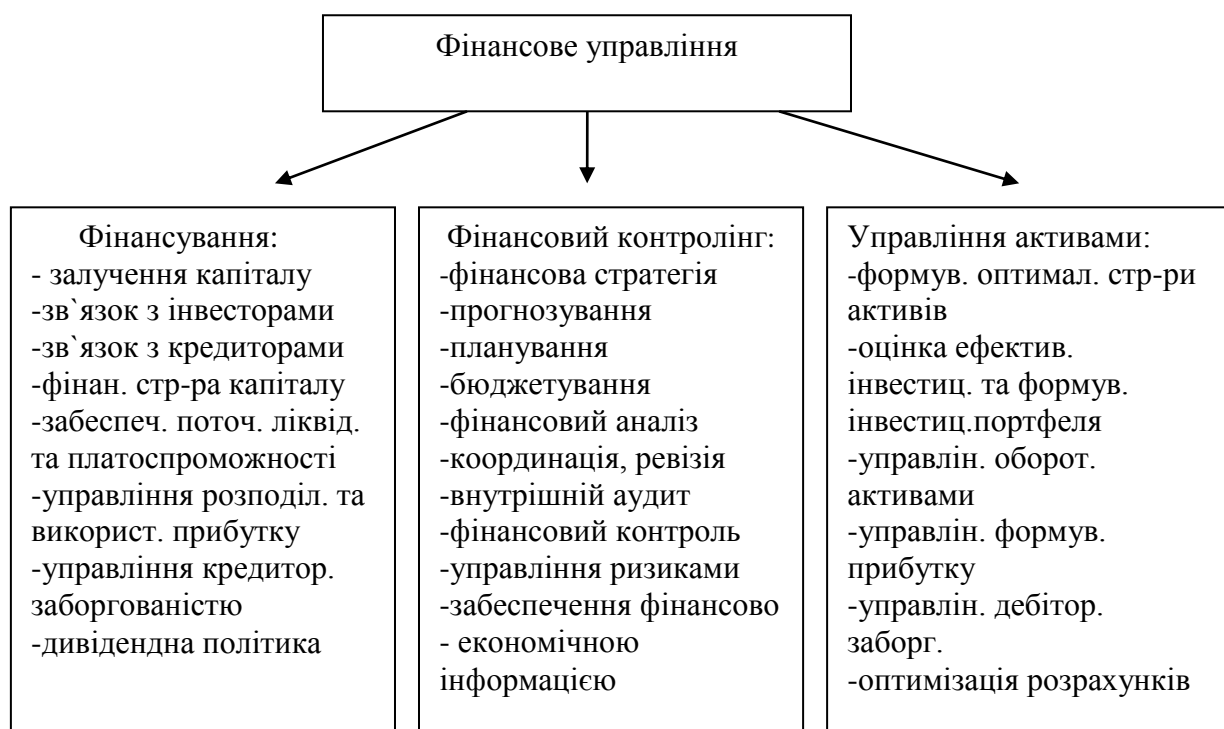 Фінансове управління
Фінансування:
- залучення капіталу
-зв`язок з інвесторами
-зв`язок з кредиторами
-фінан. стр-ра капіталу
-забеспеч. поточ. ліквід.
та платоспроможності
-управління розподіл. та
використ. прибутку
-управління кредитор.
заборгованістю
-дивідендна політика
Фінансовий контролінг:
-фінансова стратегія
-прогнозування
-планування
-бюджетування
-фінансовий аналіз
-координація, ревізія
-внутрішній аудит
-фінансовий контроль
-управління ризиками
-забеспечення фінансово
- економічною
інформацією
Управління активами:
-формув. оптимал. стр-ри
активів
-оцінка ефектив.
інвестиц. та формув.
інвестиц.портфеля
-управлін. оборот.
активами
-управлін. формув.
прибутку
-управлін. дебітор.
заборг.
-оптимізація розрахунків